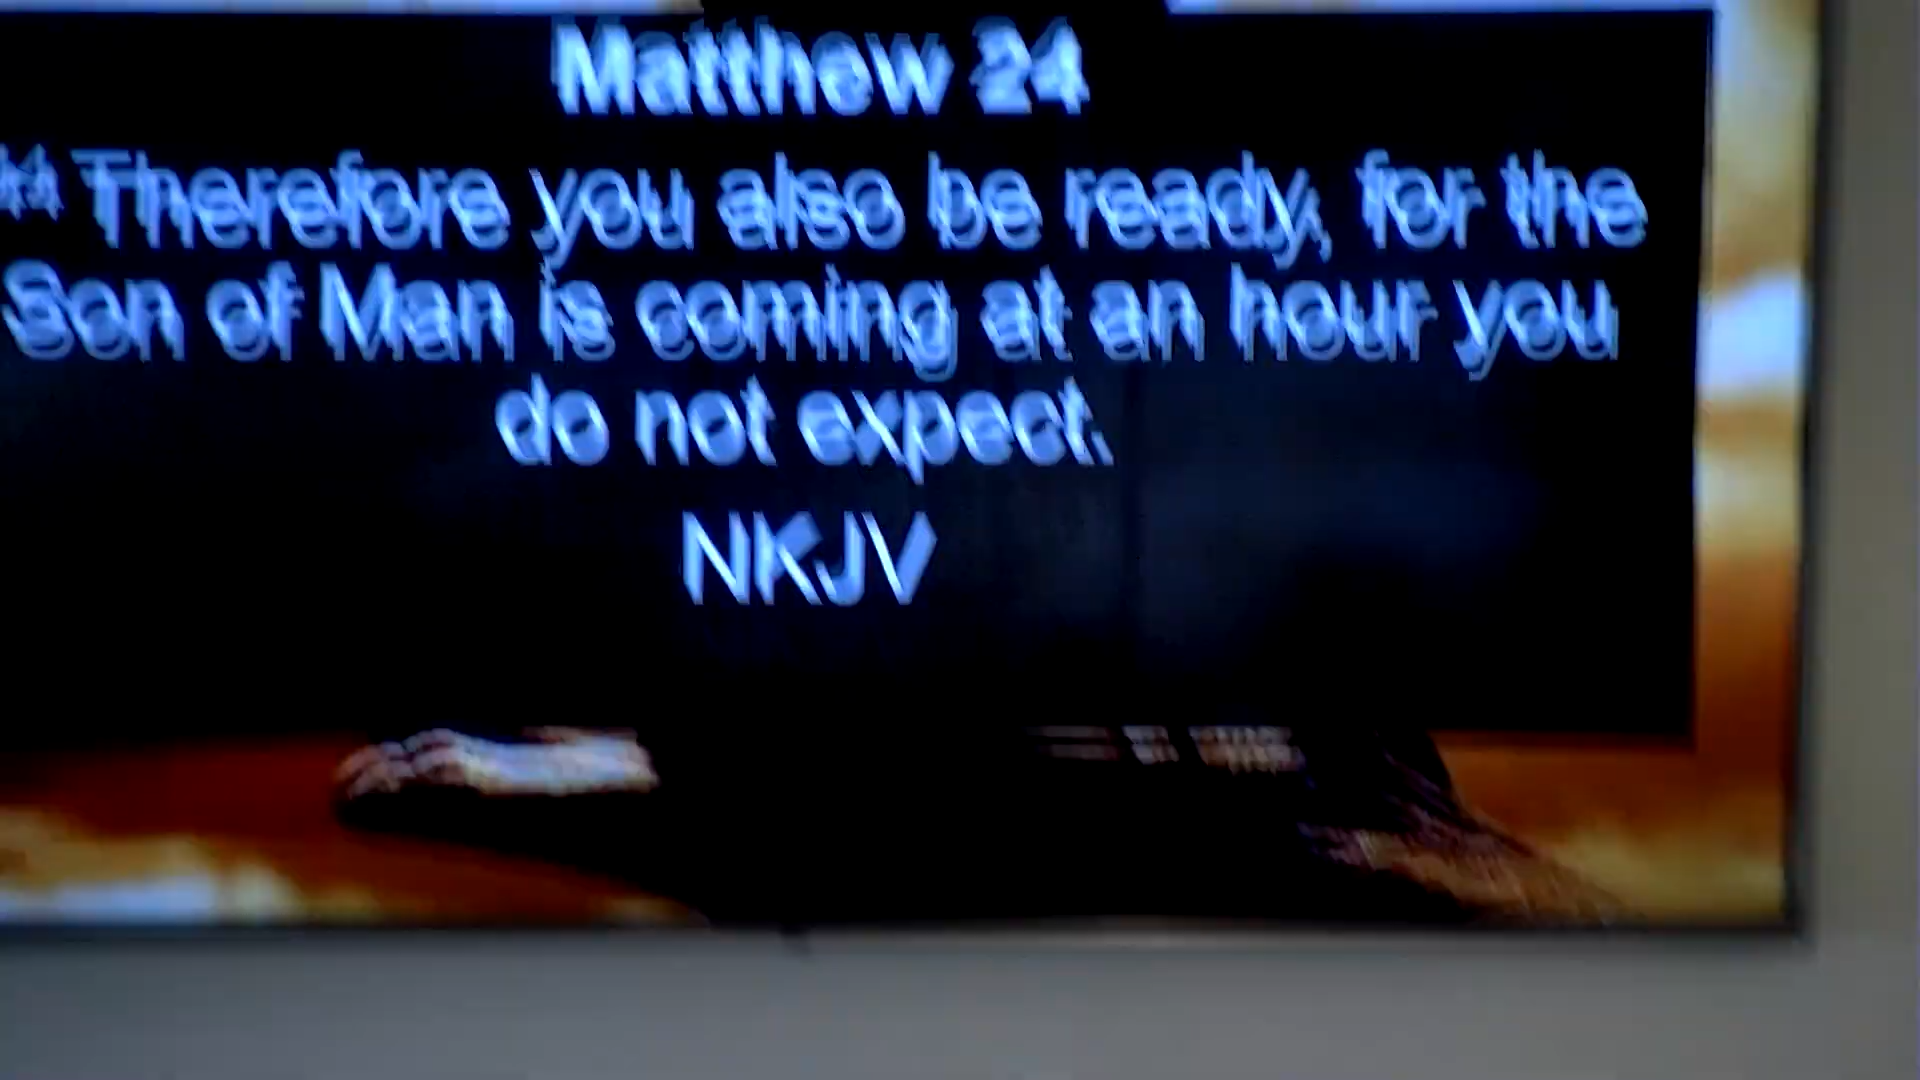 Matthew 24
44 Therefore you also be ready, for the
Son of Man is coming at an hour you
do not expect.
NKJV